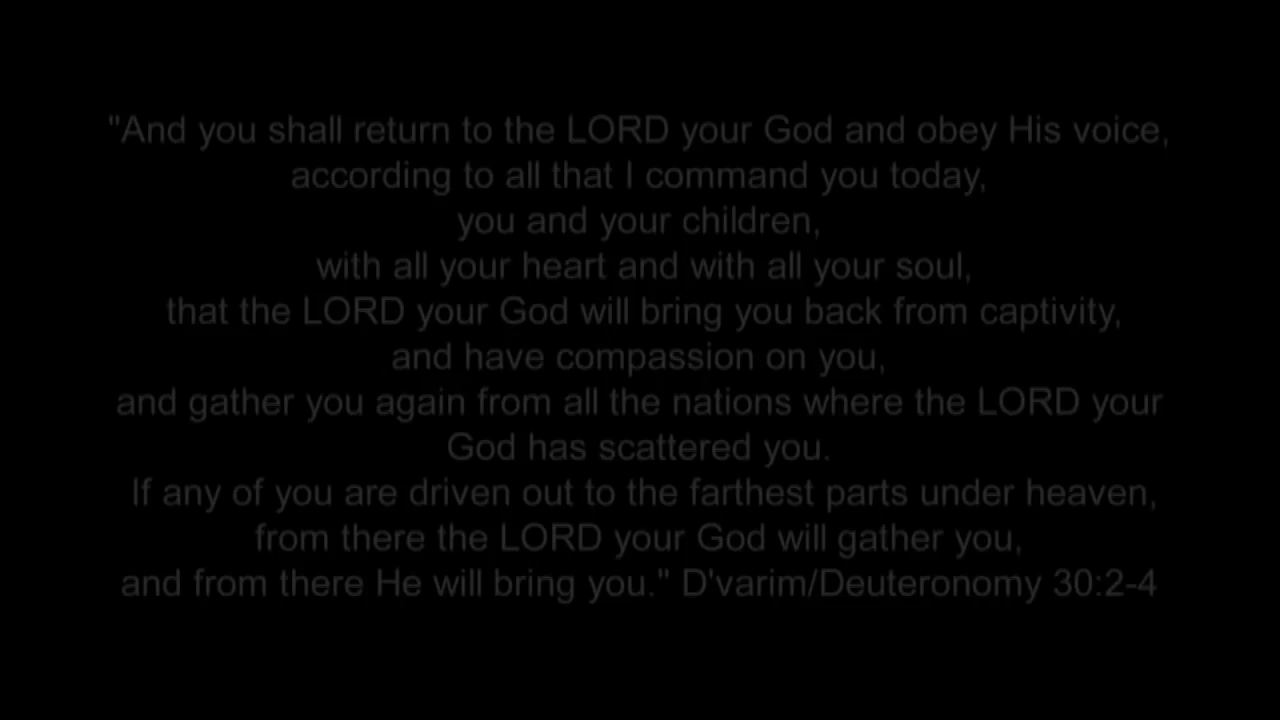 "And you shall return to the LORD your God and obey His voice,
according to all that I command you today,
you and your children,
with all your heart and with all your soul,
that the LORD your God will bring you back from captivity,
and have compassion on you,
and gather you again from all the nations where the LORD your
God has scattered you.
If any of you are driven out to the farthest parts under heaven,
from there the LORD your God will gather you,
and from there He will bring you." D'varim/Deuteronomy 30:2-4